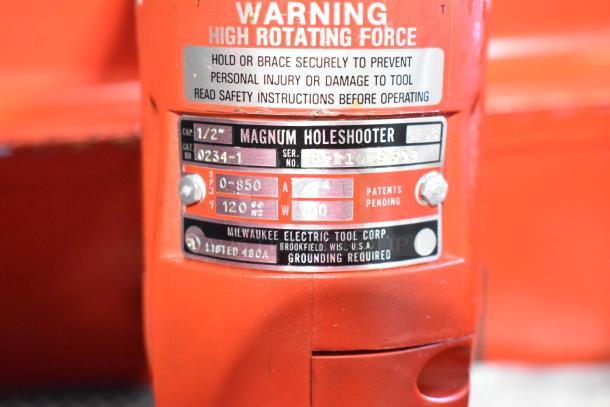 WARNING
HIGH ROTATING FORCE
HOLD OR BRACE SECURELY TO PREVENT
PERSONAL INJURY OR DAMAGE TO TOOL
READ SAFETY INSTRUCTIONS BEFORE OPERATING
CAP. 1/2" MAGNUM HOLESHOOTER
CAT. NO. 0234-1 SER. NO.
RPM 0-850 A PATENTS
V 120 W PENDING
MILWAUKEE ELECTRIC TOOL CORP.
BROOKFIELD, WIS., U.S.A.
UL LISTED 480A GROUNDING REQUIRED